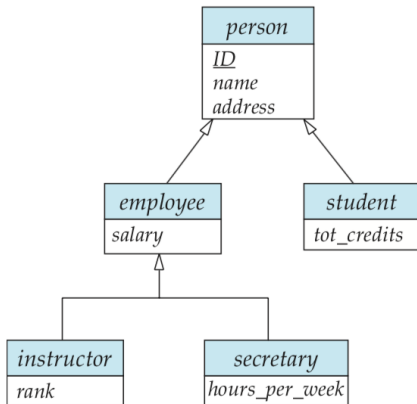 person
ID
name
address
employee
salary
student
tot_credits
instructor
rank
secretary
hours_per_week